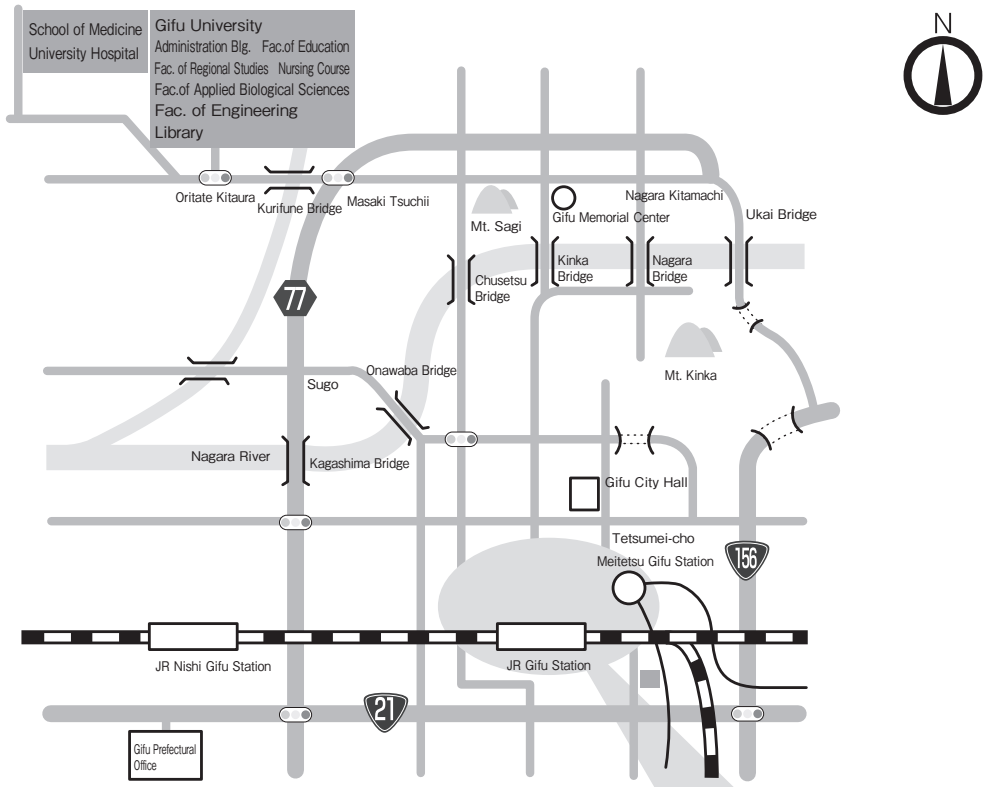 N
School of Medicine
University Hospital
Gifu University
Administration Blg. Fac.of Education
Fac. of Regional Studies Nursing Course
Fac.of Applied Biological Sciences
Fac. of Engineering
Library
Oritate Kitaura
Kurifune Bridge
Masaki Tsuchii
Mt. Sagi
Gifu Memorial Center
Nagara Kitamachi
Ukai Bridge
Chusetsu
Bridge
Kinka
Bridge
Nagara
Bridge
77
Mt. Kinka
Onawaba Bridge
Sugo
Nagara River
Kagashima Bridge
Gifu City Hall
Tetsumei-cho
Meitetsu Gifu Station
156
JR Nishi Gifu Station
JR Gifu Station
21
Gifu Prefectural
Office